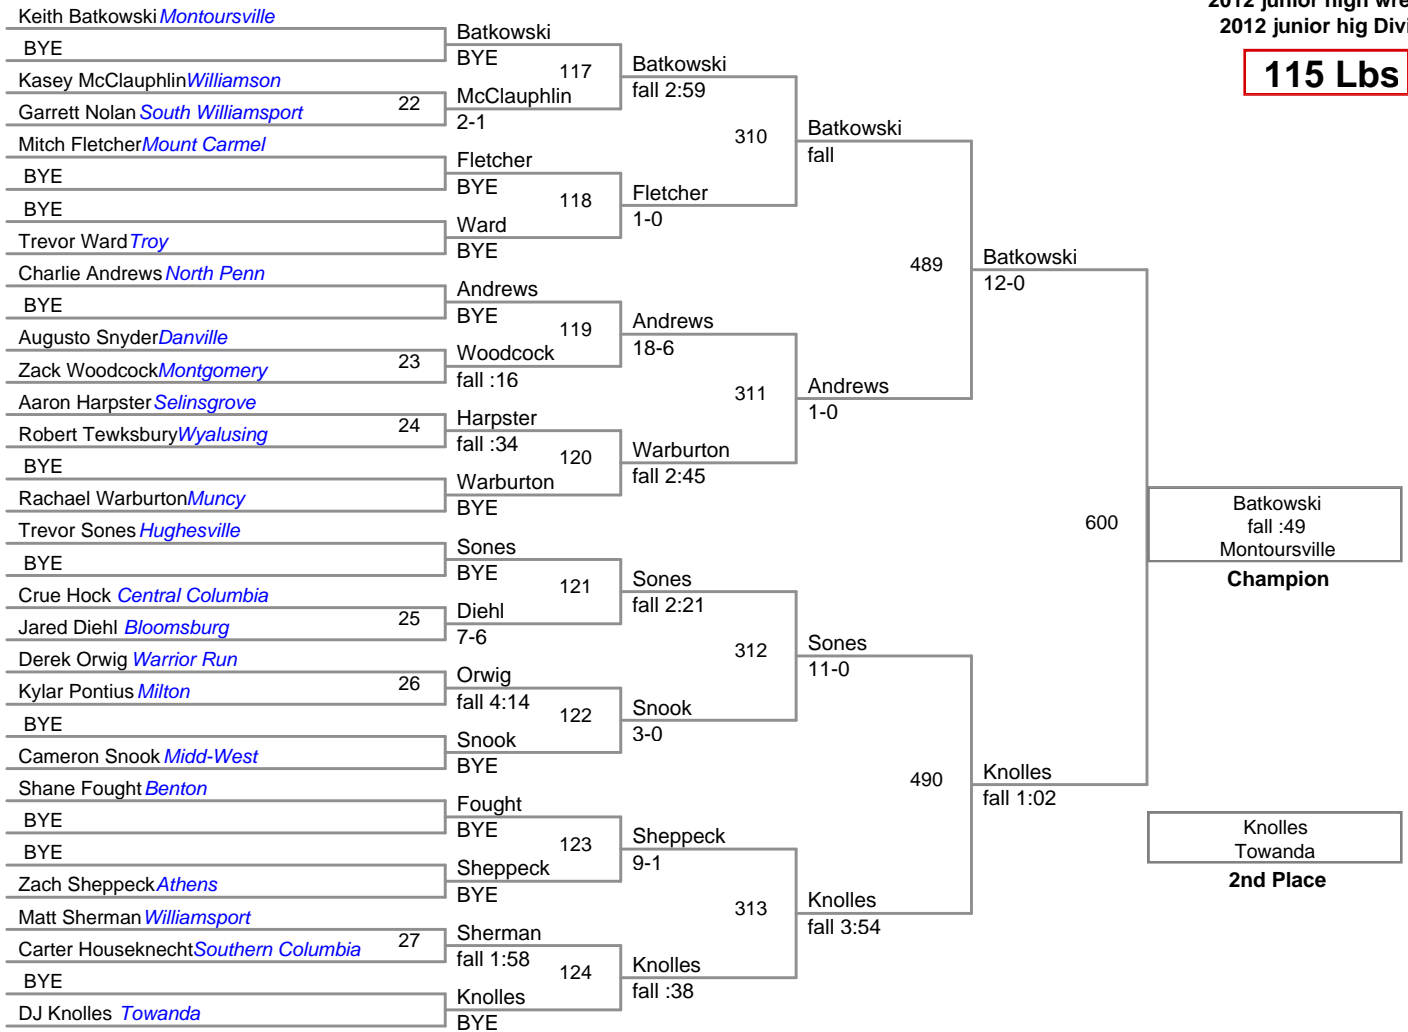 2012 junior high wre
2012 junior hig Divi
115 Lbs
Keith Batkowski Montoursville
BYE
Kasey McClauphlin Williamson
Garrett Nolan South Williamsport
Mitch Fletcher Mount Carmel
BYE
BYE
Trevor Ward Troy
Charlie Andrews North Penn
BYE
Augusto Snyder Danville
Zack Woodcock Montgomery
Aaron Harpster Selinsgrove
Robert Tewksbury Wyalusing
BYE
Rachael Warburton Muncy
Trevor Sones Hughesville
BYE
Crue Hock Central Columbia
Jared Diehl Bloomsburg
Derek Orwig Warrior Run
Kylar Pontius Milton
BYE
Cameron Snook Midd-West
Shane Fought Benton
BYE
BYE
Zach Sheppeck Athens
Matt Sherman Williamsport
Carter Houseknecht Southern Columbia
BYE
DJ Knolles Towanda
22
23
24
25
26
27
Batkowski
BYE
McClauphlin
2-1
Fletcher
BYE
Ward
BYE
Andrews
BYE
Woodcock
fall :16
Harpster
fall :34
Warburton
BYE
Sones
BYE
Diehl
7-6
Orwig
fall 4:14
Snook
BYE
Fought
BYE
Sheppeck
BYE
Sherman
fall 1:58
Knolles
BYE
117
118
119
120
121
122
123
124
Batkowski
fall 2:59
Fletcher
1-0
Andrews
18-6
Warburton
fall 2:45
Sones
fall 2:21
Snook
3-0
Sheppeck
9-1
Knolles
fall :38
310
311
312
313
Batkowski
fall
Andrews
1-0
Sones
11-0
Knolles
fall 3:54
489
490
Batkowski
12-0
Knolles
fall 1:02
600
Batkowski
fall :49
Montoursville
Champion
Knolles
Towanda
2nd Place